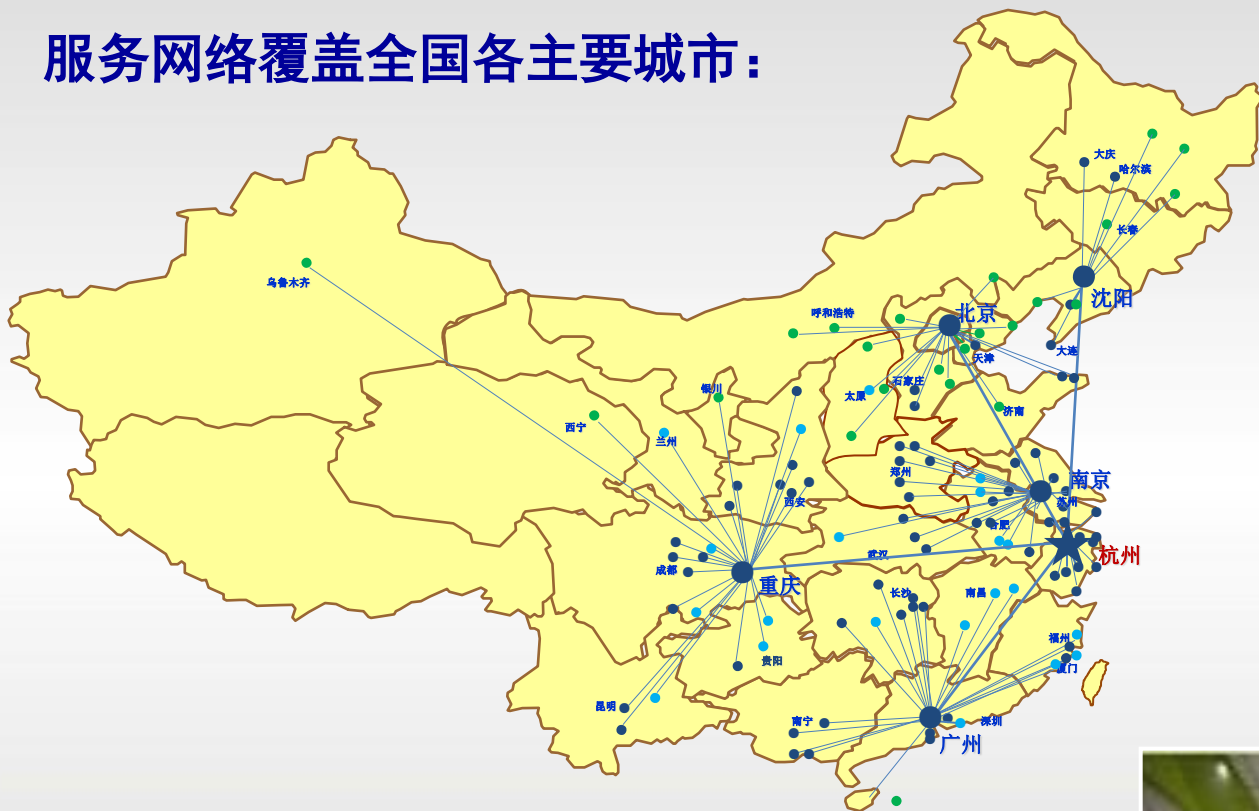 服务网络覆盖全国各主要城市：
大庆
哈尔滨
长春
乌鲁木齐
沈阳
呼和浩特
北京
大连
天津
石家庄
银川
太原
济南
西宁
兰州
郑州
南京
西安
苏州
合肥
武汉
杭州
成都
重庆
长沙
南昌
福州
贵阳
厦门
昆明
南宁
深圳
广州